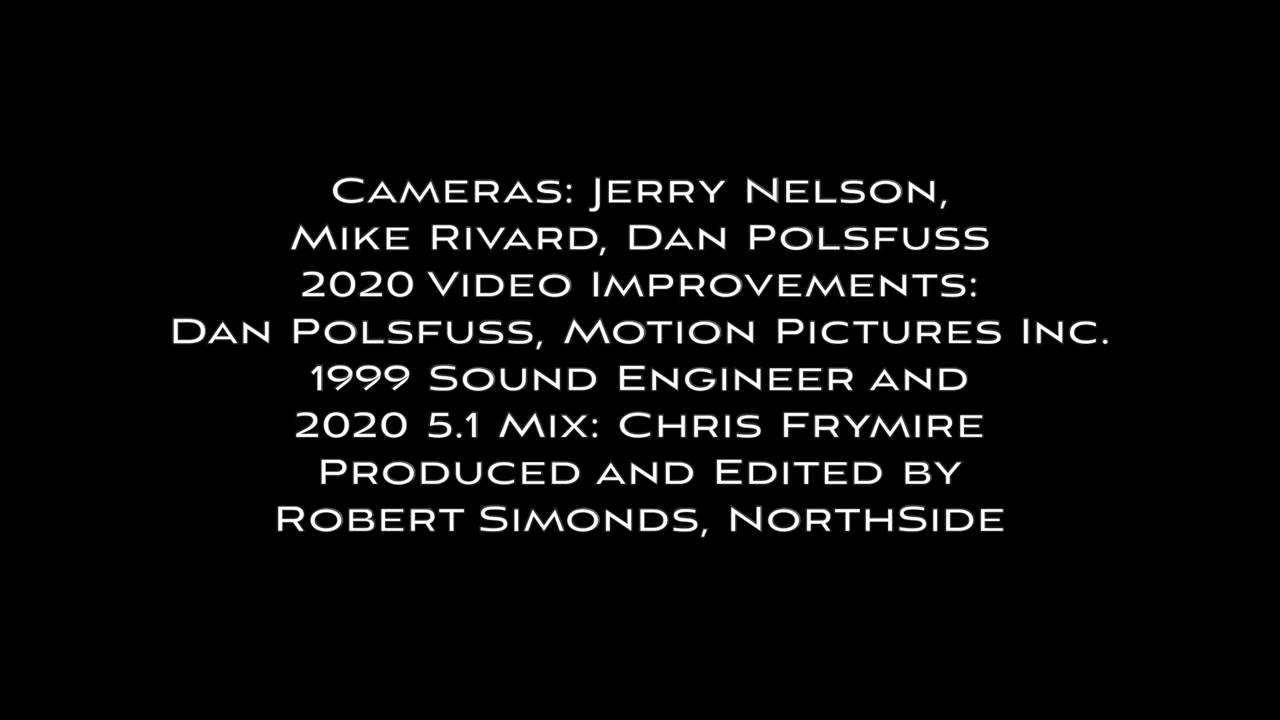 Cameras: Jerry Nelson,
Mike Rivard, Dan Polsfuss
2020 Video Improvements:
Dan Polsfuss, Motion Pictures Inc.
1999 Sound Engineer and
2020 5.1 Mix: Chris Frymire
Produced and Edited by
Robert Simonds, NorthSide